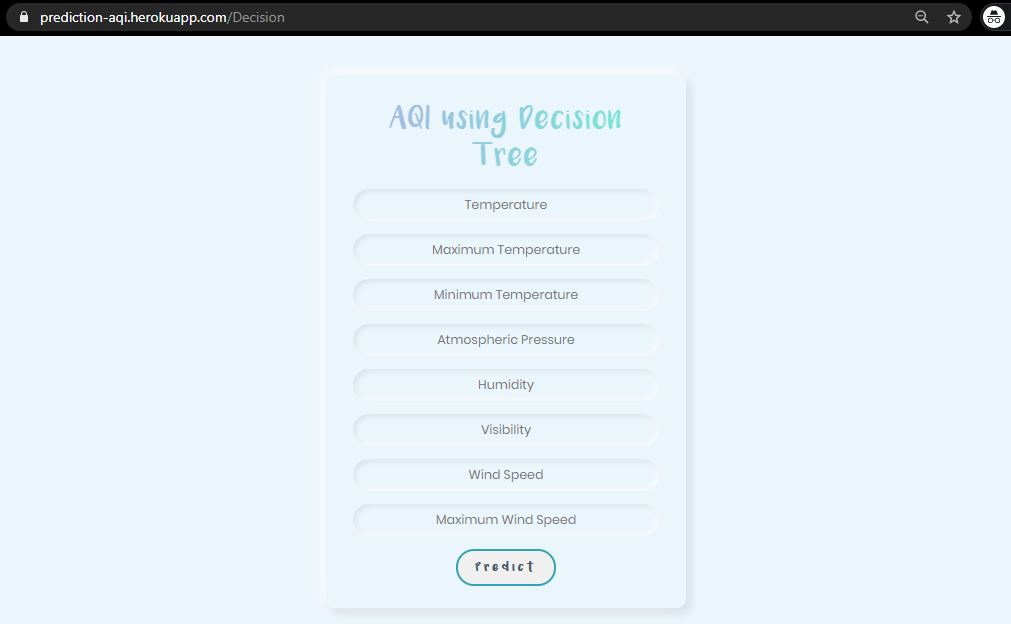 prediction-aqi.herokuapp.com/Decision
AQI using Decision
Tree
Temperature
Maximum Temperature
Minimum Temperature
Atmospheric Pressure
Humidity
Visibility
Wind Speed
Maximum Wind Speed
Predict